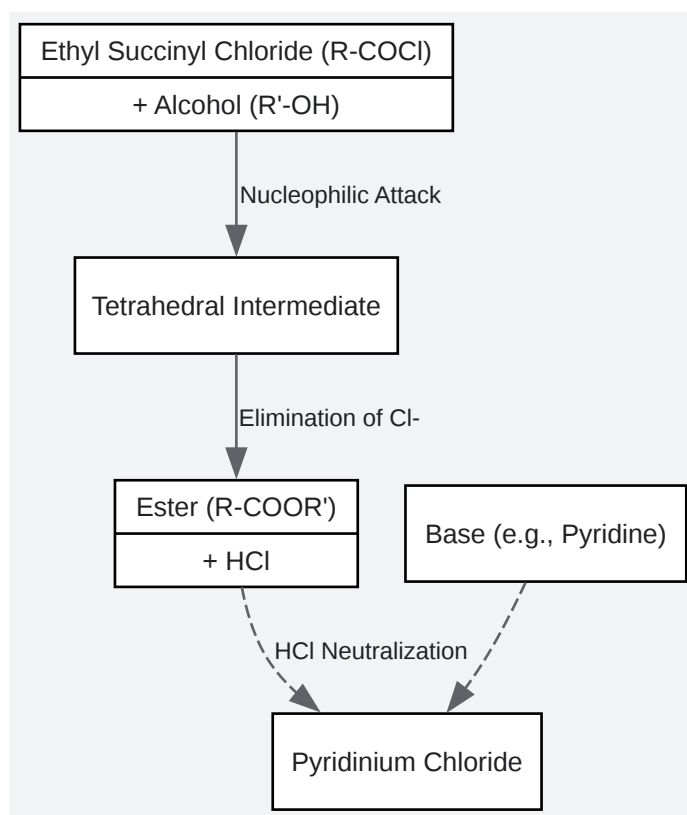 Ethyl Succinyl Chloride (R-COCl)
+ Alcohol (R'-OH)
Nucleophilic Attack
Tetrahedral Intermediate
Elimination of Cl-
Ester (R-COOR')
+ HCl
Base (e.g., Pyridine)
HCl Neutralization
Pyridinium Chloride